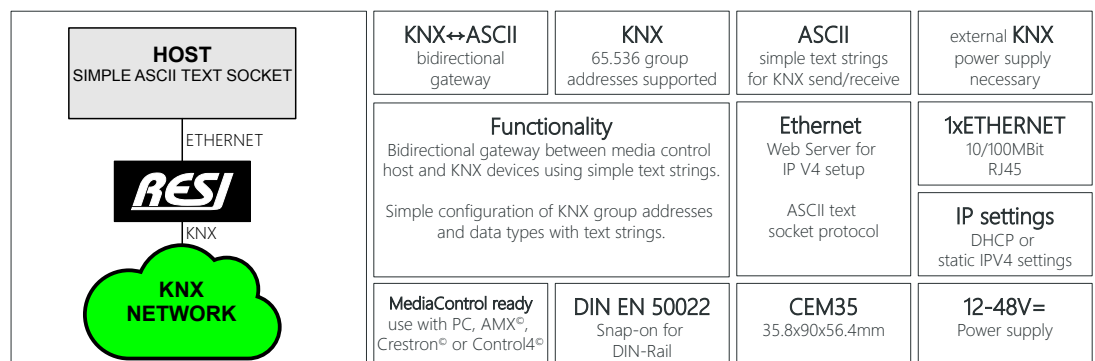 HOST
SIMPLE ASCII TEXT SOCKET
ETHERNET
RESI
KNX
KNX
NETWORK
KNX↔ASCII
bidirectional
gateway
KNX
65.536 group
addresses supported
ASCII
simple text strings
for KNX send/receive
external KNX
power supply
necessary
Functionality
Bidirectional gateway between media control
host and KNX devices using simple text strings.
Simple configuration of KNX group addresses
and data types with text strings.
Ethernet
Web Server for
IP V4 setup
ASCII text
socket protocol
1xETHERNET
10/100MBit
RJ45
IP settings
DHCP or
static IPV4 settings
MediaControl ready
use with PC, AMX©,
Crestron© or Control4©
DIN EN 50022
Snap-on for
DIN-Rail
CEM35
35.8x90x56.4mm
12-48V=
Power supply